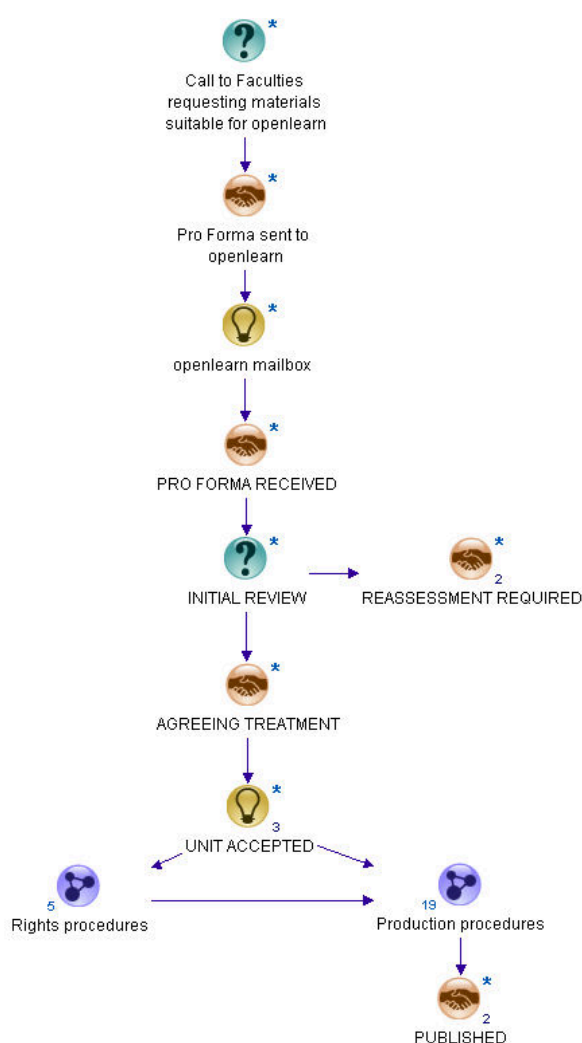 *
Call to Faculties
requesting materials
suitable for openlearn
*
Pro Forma sent to
openlearn
*
openlearn mailbox
*
PRO FORMA RECEIVED
*
INITIAL REVIEW
*
2
REASSESSMENT REQUIRED
*
AGREEING TREATMENT
*
3
UNIT ACCEPTED
5
Rights procedures
19
Production procedures
*
2
PUBLISHED